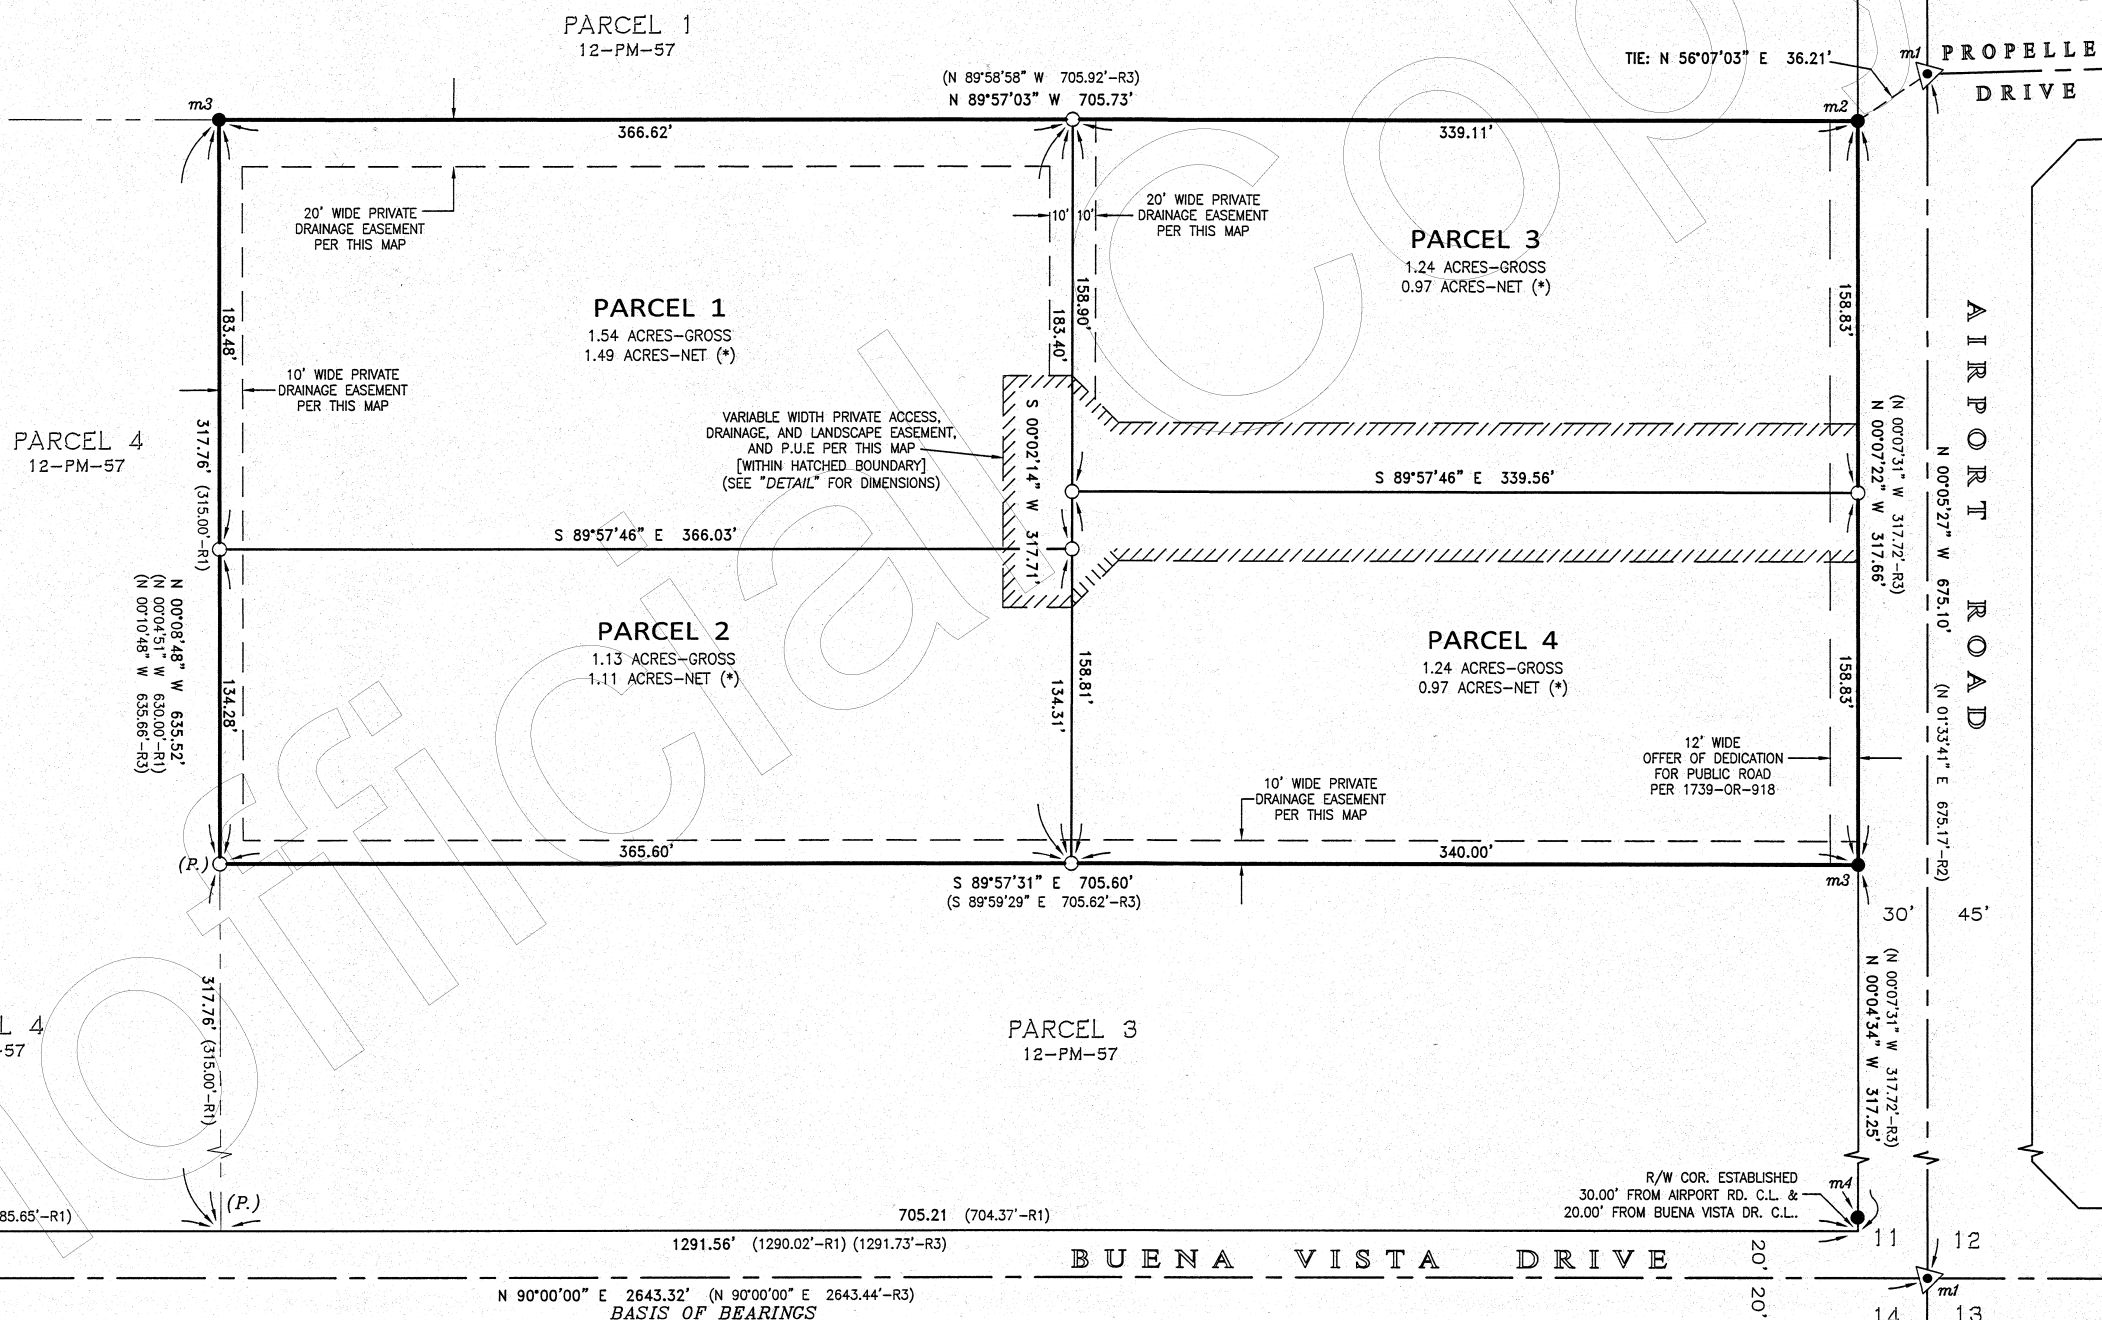 PARCEL 1
12-PM-57
TIE: N 56°07'03" E 36.21'
m1
PROPELLE
DRIVE
(N 89°58'58" W 705.92'-R3)
N 89°57'03" W 705.73'
m3
m2
366.62'
339.11'
20' WIDE PRIVATE
DRAINAGE EASEMENT
PER THIS MAP
10' 10'
20' WIDE PRIVATE
DRAINAGE EASEMENT
PER THIS MAP
PARCEL 3
1.24 ACRES-GROSS
0.97 ACRES-NET (*)
PARCEL 1
1.54 ACRES-GROSS
1.49 ACRES-NET (*)
183.48'
158.90'
183.40'
158.83'
10' WIDE PRIVATE
DRAINAGE EASEMENT
PER THIS MAP
AIRPORT ROAD
PARCEL 4
12-PM-57
317.76' (315.00'-R1)
VARIABLE WIDTH PRIVATE ACCESS,
DRAINAGE, AND LANDSCAPE EASEMENT,
AND P.U.E PER THIS MAP
[WITHIN HATCHED BOUNDARY]
(SEE "DETAIL" FOR DIMENSIONS)
S 00°02'14" W 317.71'
(N 00°07'31" W 317.72'-R3)
N 00°07'22" W 317.66'
N 00°05'27" W 675.10' (N 01°33'41" E 675.17'-R2)
S 89°57'46" E 339.56'
S 89°57'46" E 366.03'
N 00°08'48" W 635.52'
(N 00°04'51" W 630.00'-R1)
(N 00°10'48" W 635.66'-R3)
PARCEL 2
1.13 ACRES-GROSS
1.11 ACRES-NET (*)
PARCEL 4
1.24 ACRES-GROSS
0.97 ACRES-NET (*)
134.28'
158.81'
134.31'
158.83'
12' WIDE
OFFER OF DEDICATION
FOR PUBLIC ROAD
PER 1739-OR-918
10' WIDE PRIVATE
DRAINAGE EASEMENT
PER THIS MAP
(P.)
365.60'
340.00'
S 89°57'31" E 705.60'
(S 89°59'29" E 705.62'-R3)
m3
30' 45'
317.76' (315.00'-R1)
(N 00°07'31" W 317.72'-R3)
N 00°04'34" W 317.25'
L 4
-57
PARCEL 3
12-PM-57
R/W COR. ESTABLISHED
30.00' FROM AIRPORT RD. C.L. &
20.00' FROM BUENA VISTA DR. C.L..
m4
(P.)
85.65'-R1)
705.21 (704.37'-R1)
1291.56' (1290.02'-R1) (1291.73'-R3)
BUENA VISTA DRIVE
20' 20'
11 12
14 13
m1
N 90°00'00" E 2643.32' (N 90°00'00" E 2643.44'-R3)
BASIS OF BEARINGS